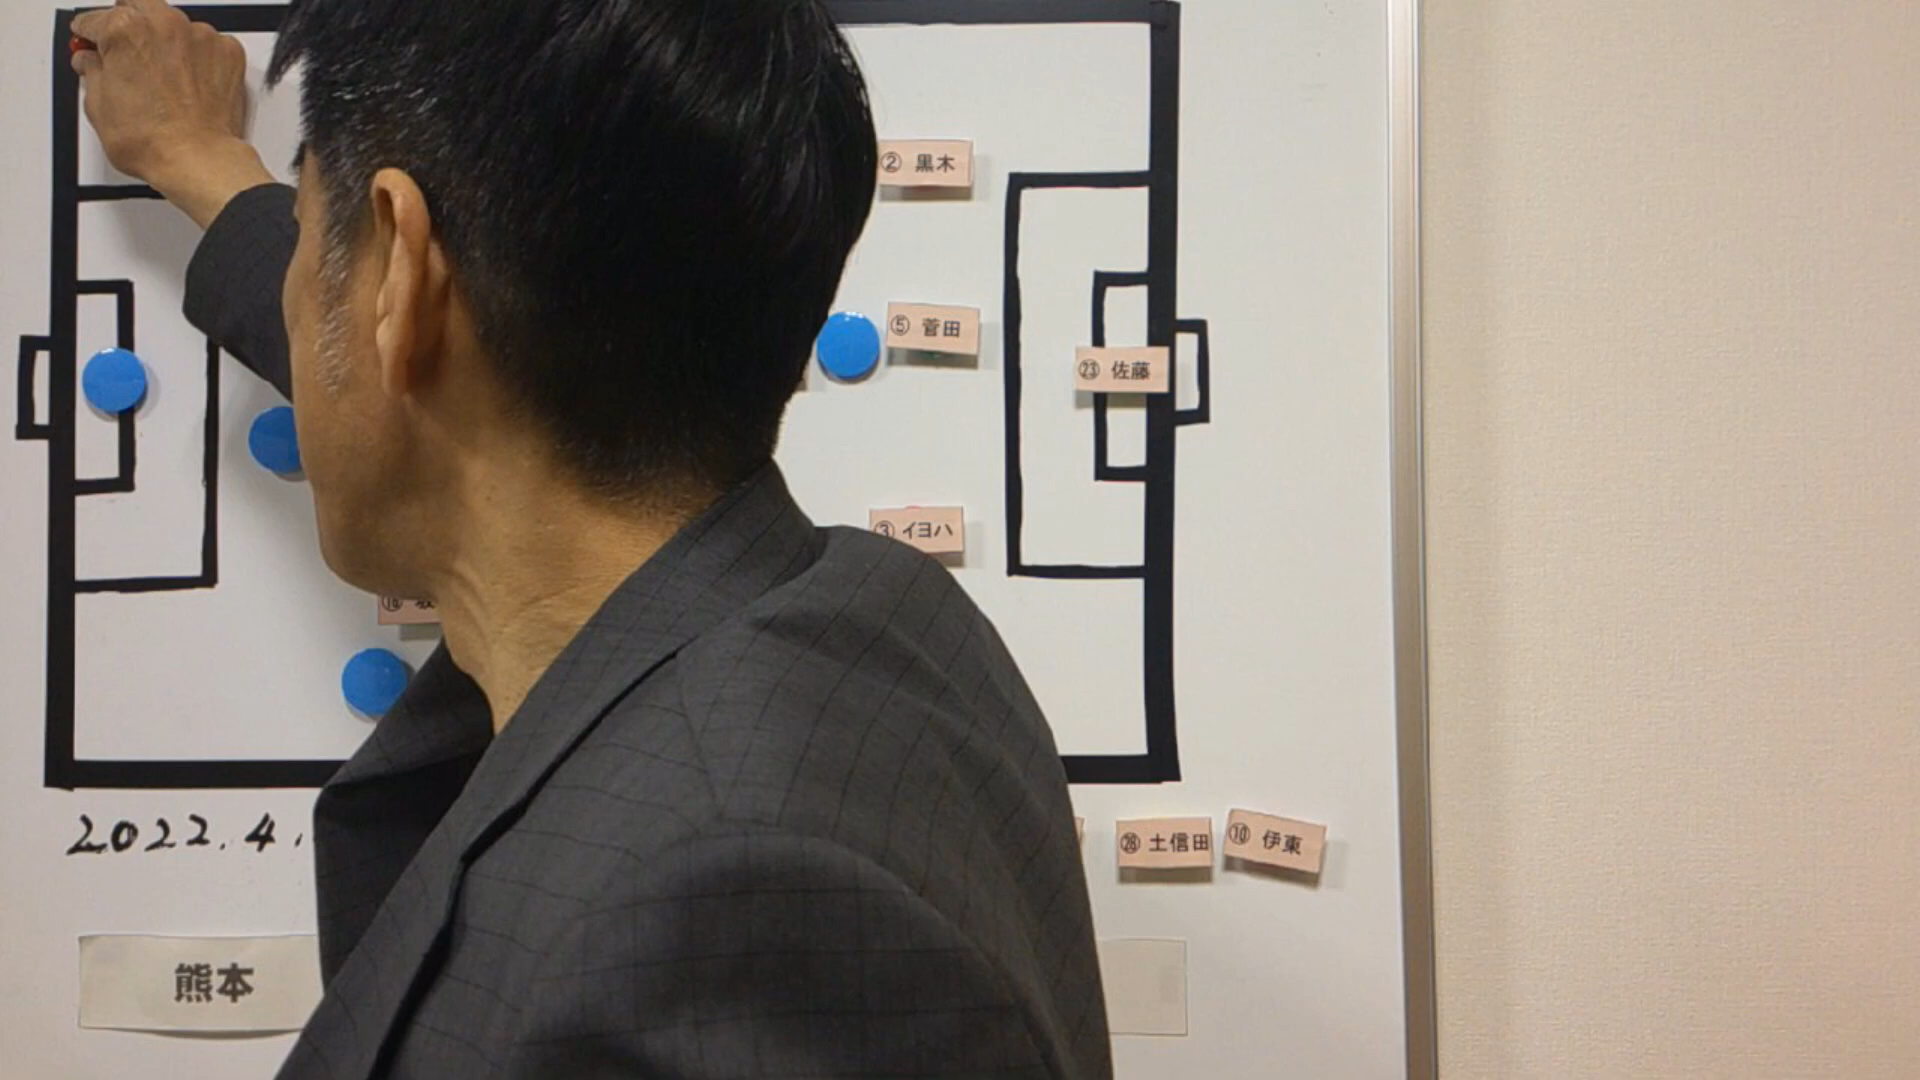 ② 黒木
⑤ 菅田
㉓ 佐藤
③ イヨハ
2022.4.
㉘ 土信田
⑩ 伊東
熊本